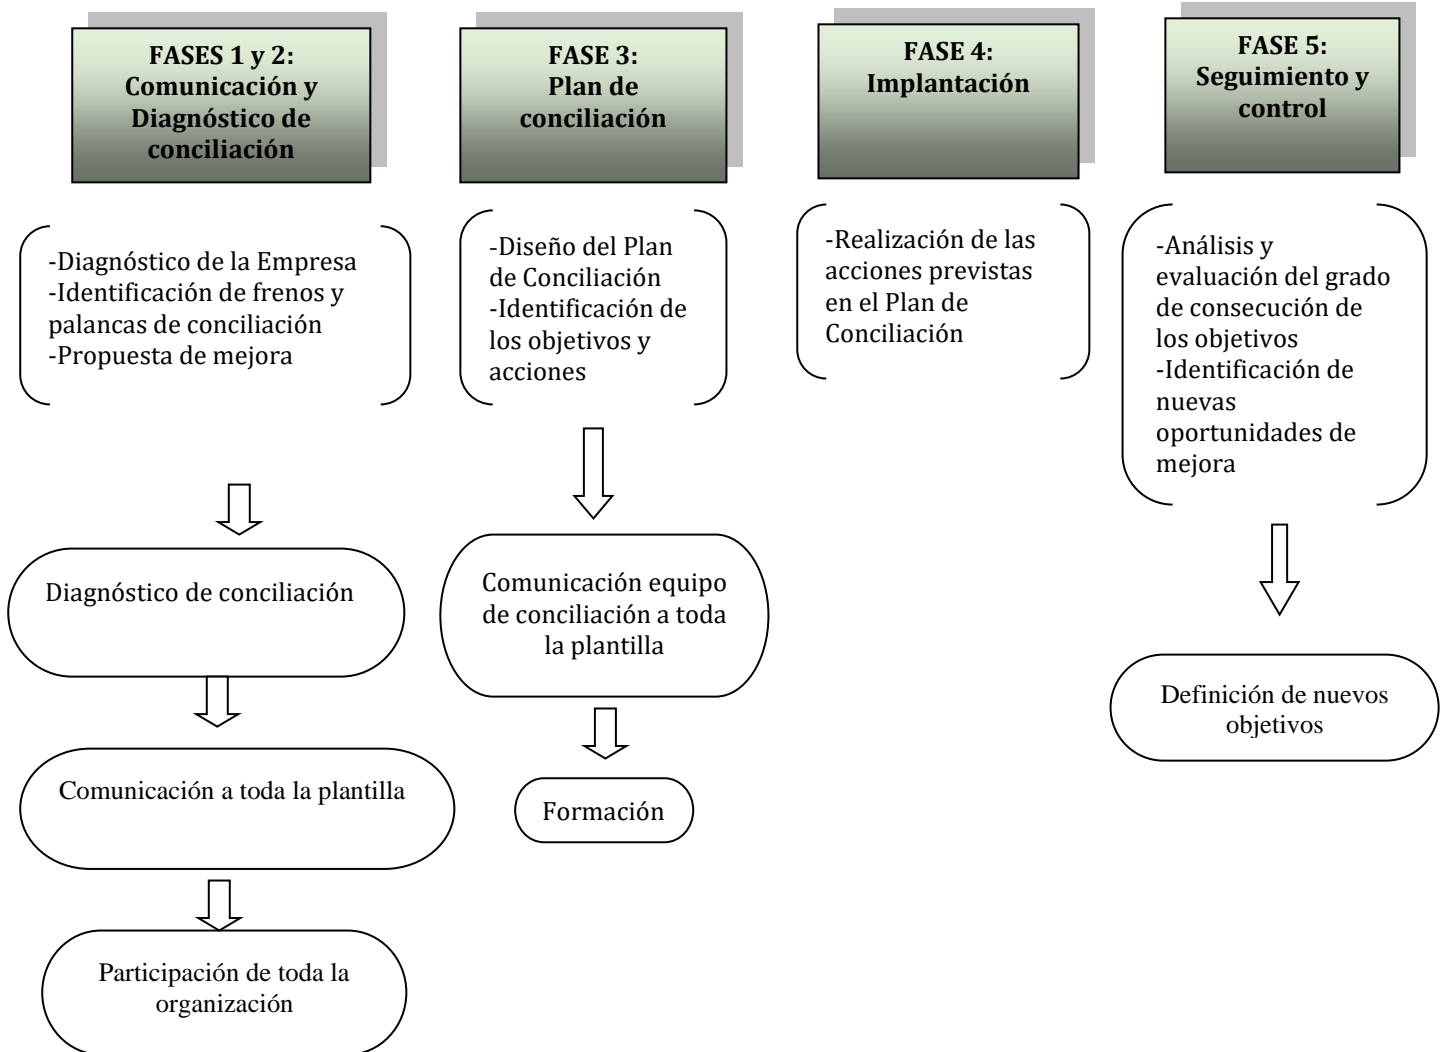 FASES 1 y 2:
Comunicación y
Diagnóstico de
conciliación
-Diagnóstico de la Empresa
-Identificación de frenos y
palancas de conciliación
-Propuesta de mejora
Diagnóstico de conciliación
Comunicación a toda la plantilla
Participación de toda la
organización
FASE 3:
Plan de
conciliación
-Diseño del Plan
de Conciliación
-Identificación de
los objetivos y
acciones
Comunicación equipo
de conciliación a toda
la plantilla
Formación
FASE 4:
Implantación
-Realización de las
acciones previstas
en el Plan de
Conciliación
FASE 5:
Seguimiento y
control
-Análisis y
evaluación del grado
de consecución de
los objetivos
-Identificación de
nuevas
oportunidades de
mejora
Definición de nuevos
objetivos